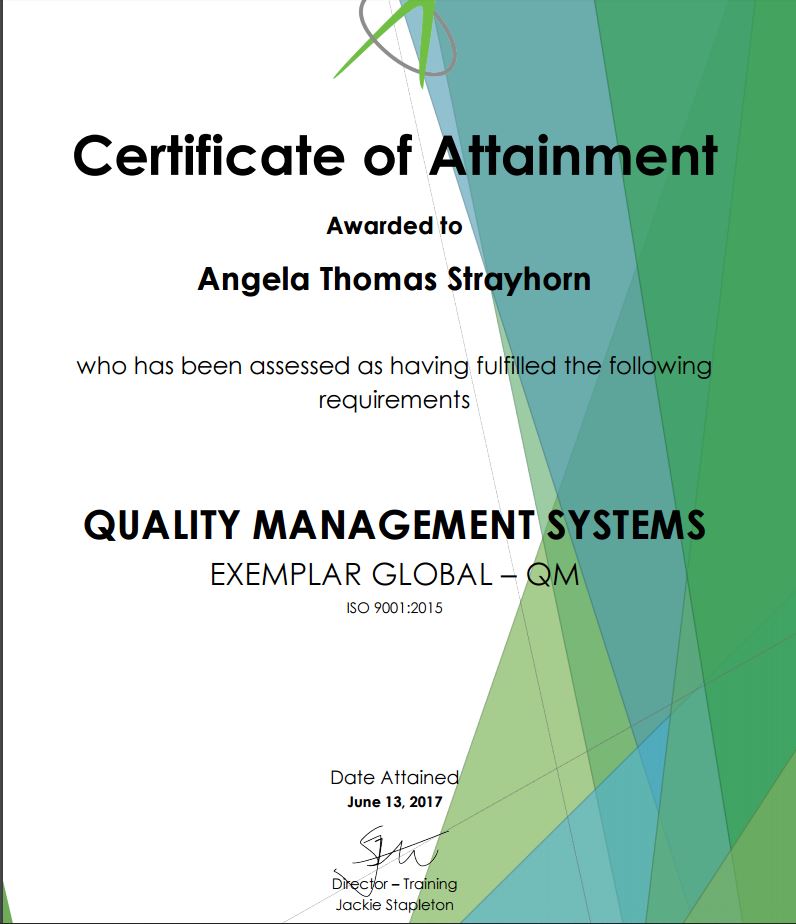 Certificate of Attainment
Awarded to
Angela Thomas Strayhorn
who has been assessed as having fulfilled the following
requirements
QUALITY MANAGEMENT SYSTEMS
EXEMPLAR GLOBAL – QM
ISO 9001:2015
Date Attained
June 13, 2017
Director – Training
Jackie Stapleton